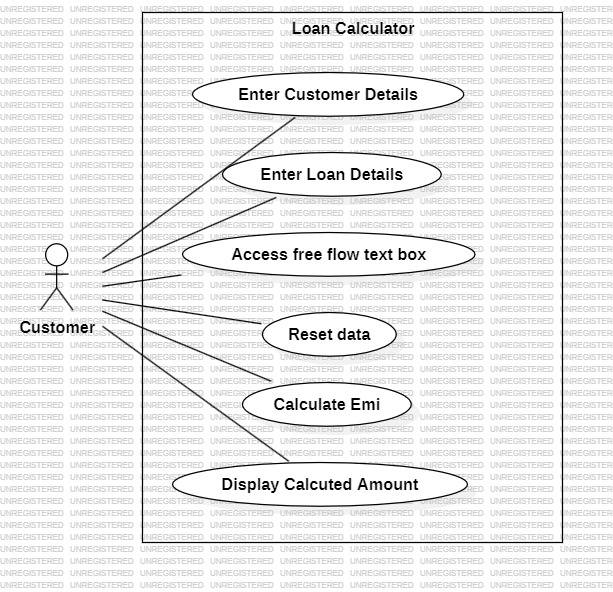 Loan Calculator
Enter Customer Details
Enter Loan Details
Access free flow text box
Customer
Reset data
Calculate Emi
Display Calcuted Amount
UNREGISTERED